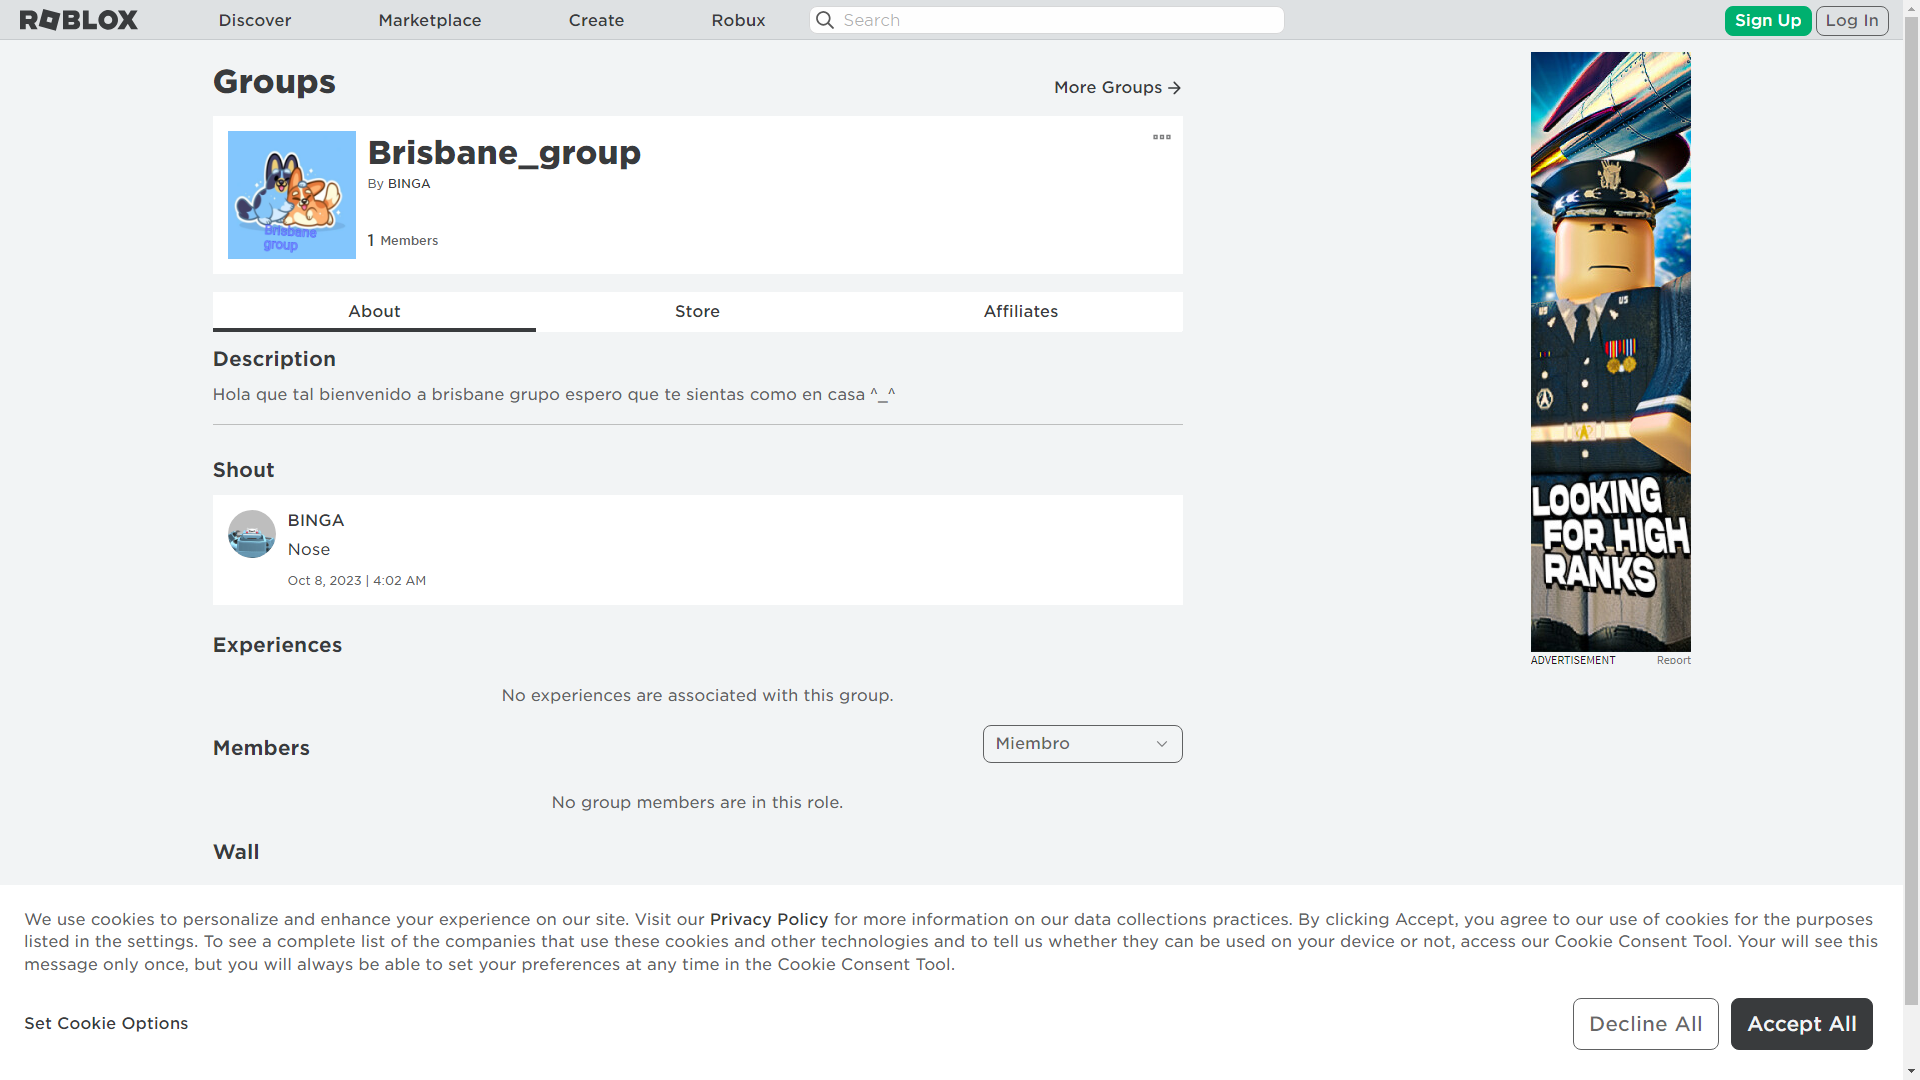 ROBLOX
Discover
Marketplace
Create
Robux
Search
Sign Up
Log In
Groups
More Groups
Brisbane_group
By BINGA
1 Members
Brisbane
group
About
Store
Affiliates
Description
Hola que tal bienvenido a brisbane grupo espero que te sientas como en casa ^_^
Shout
BINGA
Nose
Oct 8, 2023 | 4:02 AM
Experiences
No experiences are associated with this group.
Members
Miembro
No group members are in this role.
Wall
US
US
LOOKING
FOR HIGH
RANKS
ADVERTISEMENT
Report
We use cookies to personalize and enhance your experience on our site. Visit our Privacy Policy for more information on our data collections practices. By clicking Accept, you agree to our use of cookies for the purposes
listed in the settings. To see a complete list of the companies that use these cookies and other technologies and to tell us whether they can be used on your device or not, access our Cookie Consent Tool. Your will see this
message only once, but you will always be able to set your preferences at any time in the Cookie Consent Tool.
Set Cookie Options
Decline All
Accept All